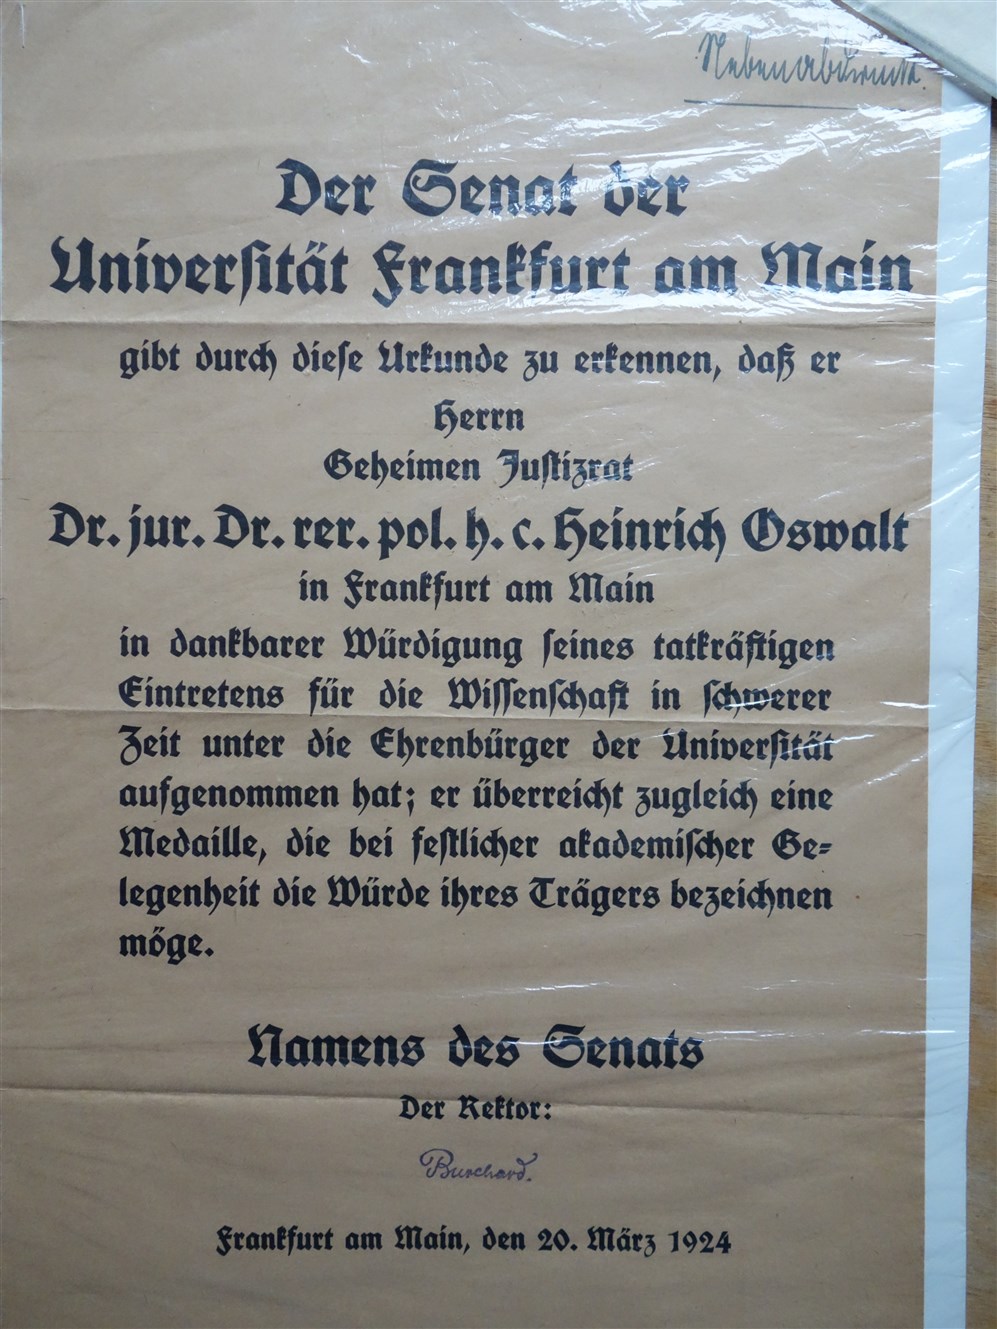 Nebenabdruck.
Der Senat der
Universität Frankfurt am Main
gibt durch diese Urkunde zu erkennen, daß er
Herrn
Geheimen Justizrat
Dr. jur. Dr. rer. pol. h. c. Heinrich Oswalt
in Frankfurt am Main
in dankbarer Würdigung seines tatkräftigen
Eintretens für die Wissenschaft in schwerer
Zeit unter die Ehrenbürger der Universität
aufgenommen hat; er überreicht zugleich eine
Medaille, die bei festlicher akademischer Ge-
legenheit die Würde ihres Trägers bezeichnen
möge.
Namens des Senats
Der Rektor:
Burchard.
Frankfurt am Main, den 20. März 1924